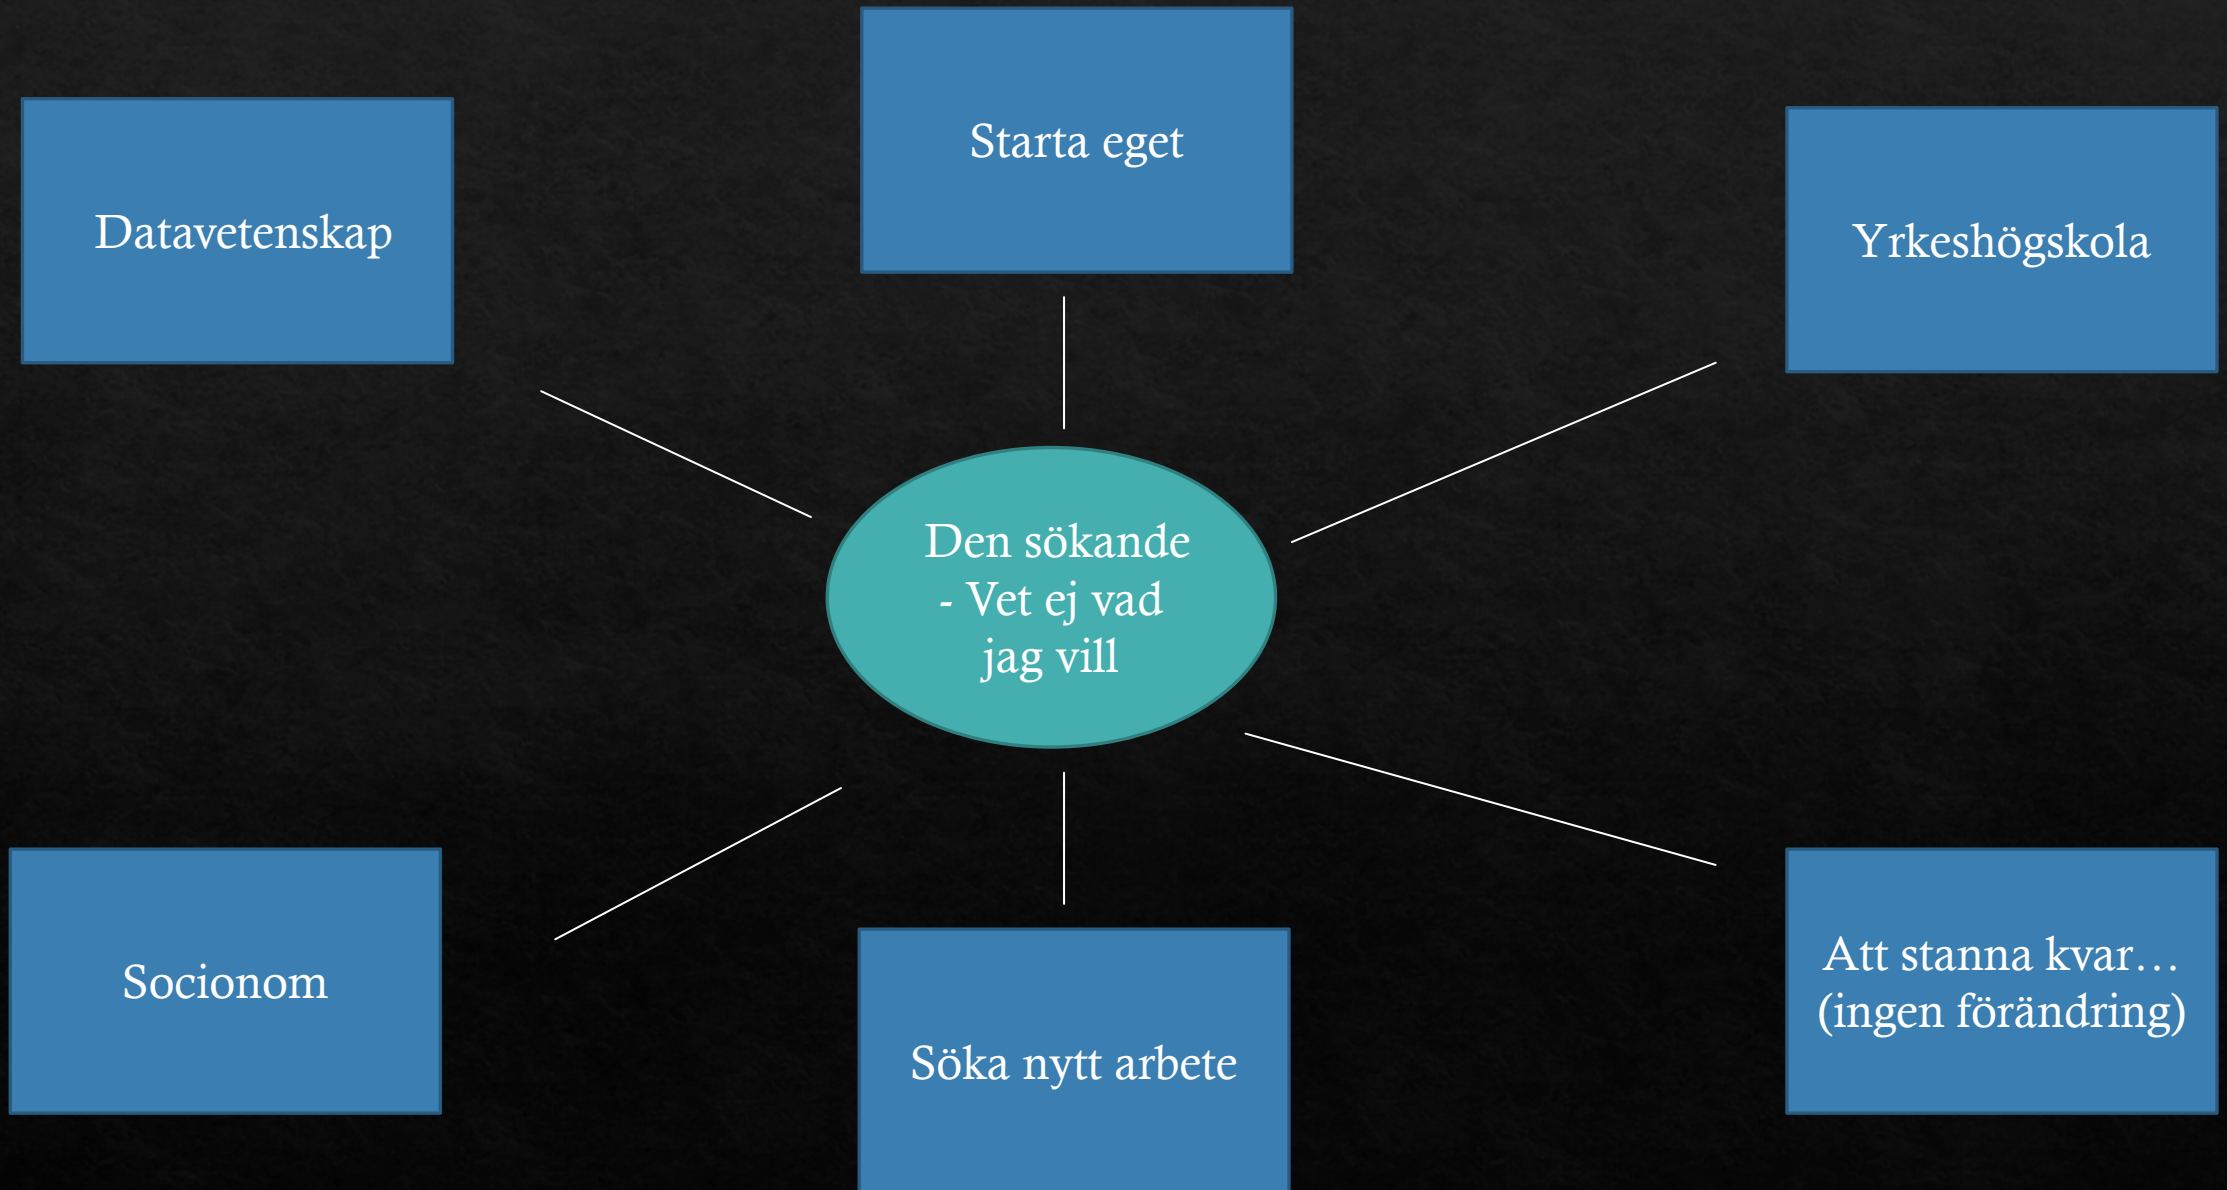 Starta eget
Datavetenskap
Yrkeshögskola
Den sökande
- Vet ej vad
jag vill
Att stanna kvar…
(ingen förändring)
Socionom
Söka nytt arbete